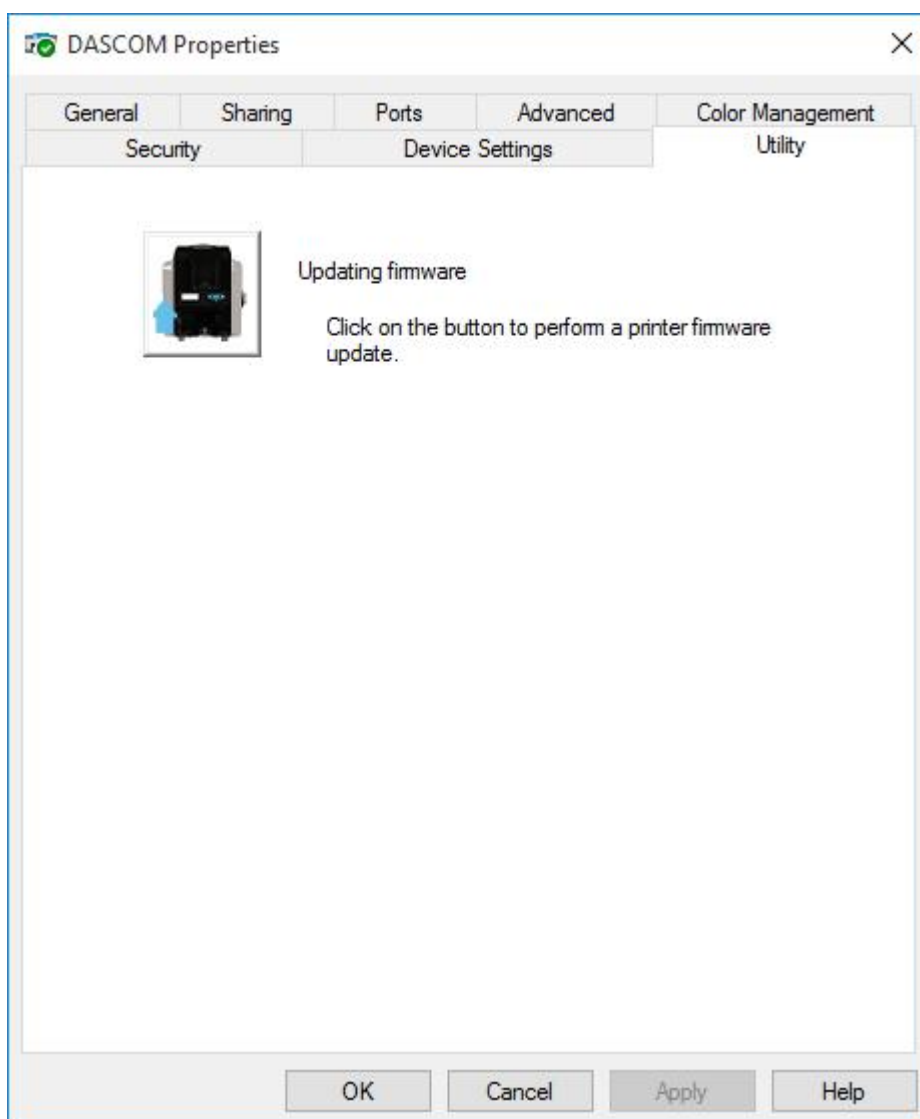 DASCOM Properties
General Sharing Ports Advanced Color Management
Security Device Settings Utility
Updating firmware
Click on the button to perform a printer firmware
update.
OK Cancel Apply Help